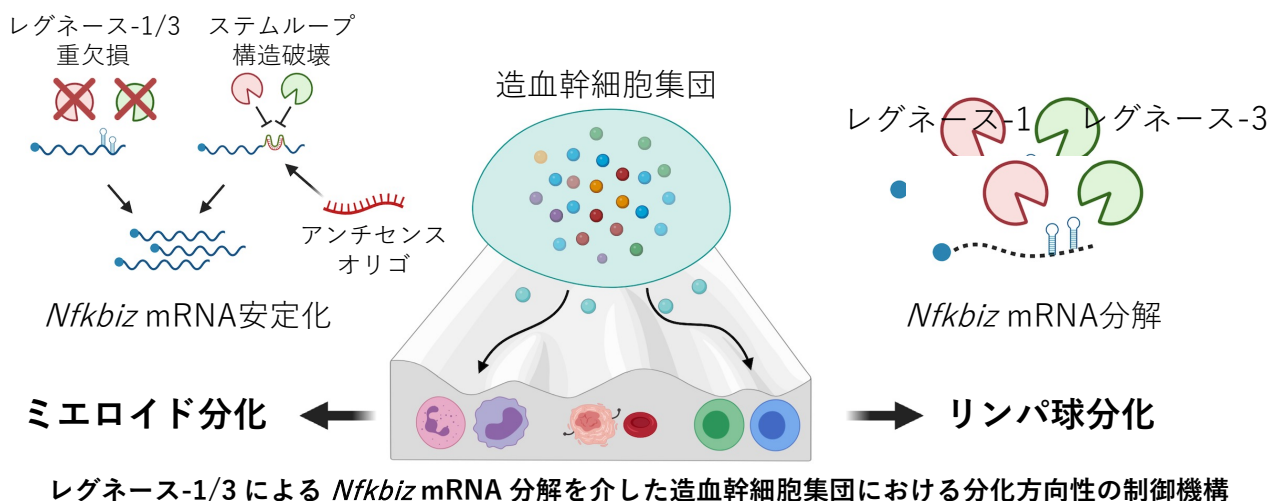 レグネース-1/3
重欠損
ステムループ
構造破壊
造血幹細胞集団
レグネース-1
レグネース-3
アンチセンス
オリゴ
Nfkbiz mRNA安定化
Nfkbiz mRNA分解
ミエロイド分化
リンパ球分化
レグネース-1/3 による Nfkbiz mRNA 分解を介した造血幹細胞集団における分化方向性の制御機構